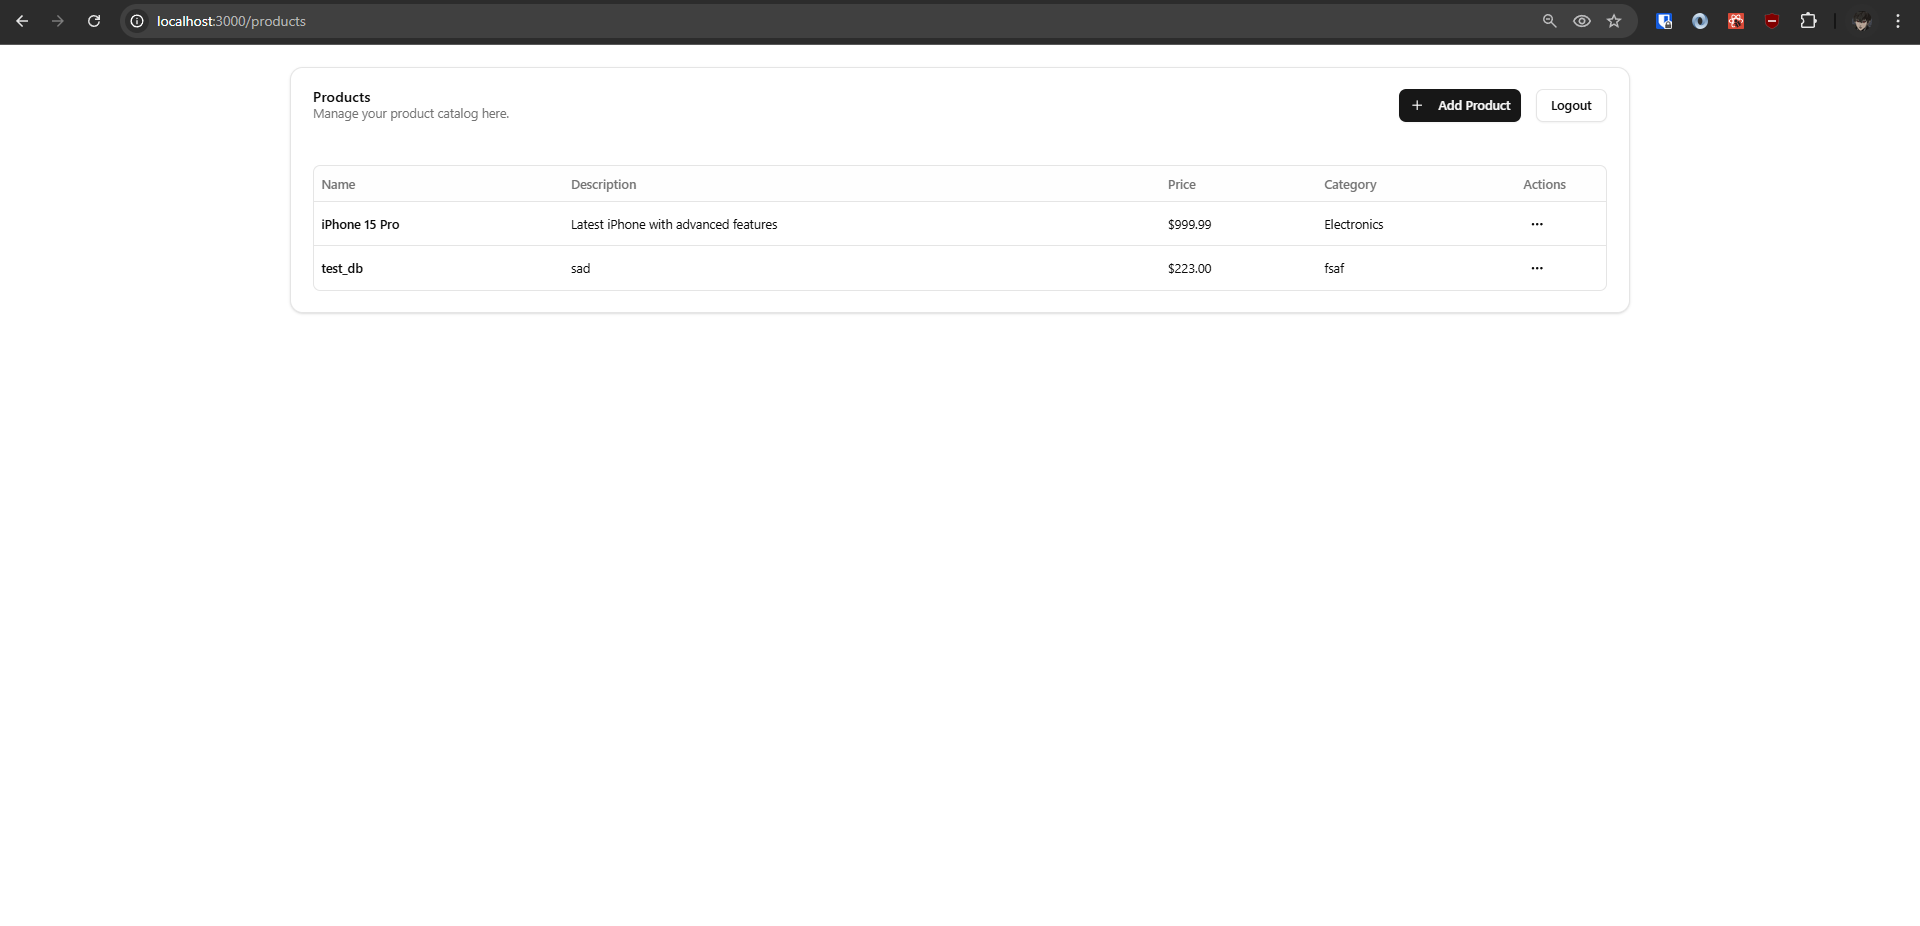 localhost:3000/products
Products
Manage your product catalog here.
+ Add Product
Logout
Name Description Price Category Actions
iPhone 15 Pro Latest iPhone with advanced features $999.99 Electronics ...
test_db sad $223.00 fsaf ...